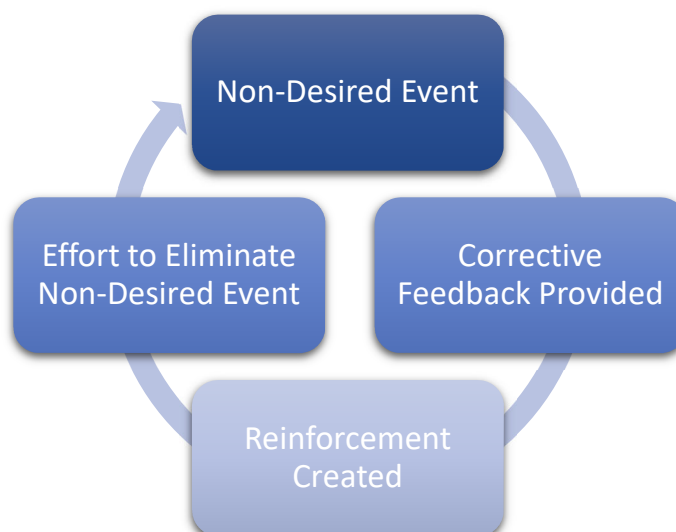 Non-Desired Event
Corrective
Feedback Provided
Reinforcement
Created
Effort to Eliminate
Non-Desired Event